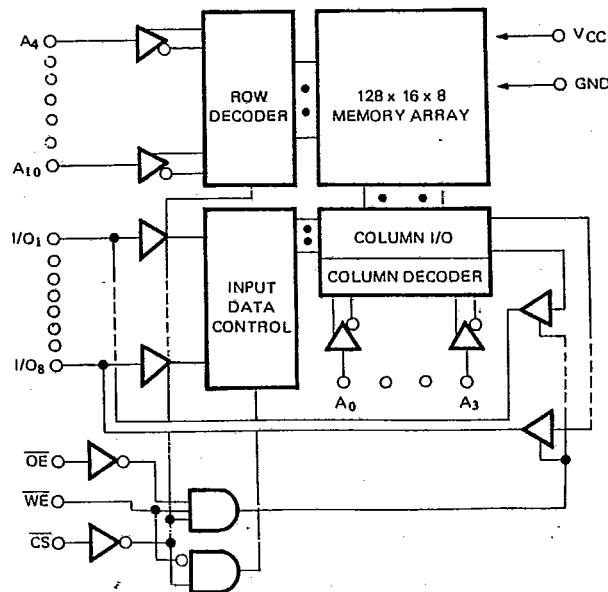 A4
A10
ROW
DECODER
128 x 16 x 8
MEMORY ARRAY
VCC
GND
I/O1
I/O8
INPUT
DATA
CONTROL
COLUMN I/O
COLUMN DECODER
A0
A3
OE
WE
CS